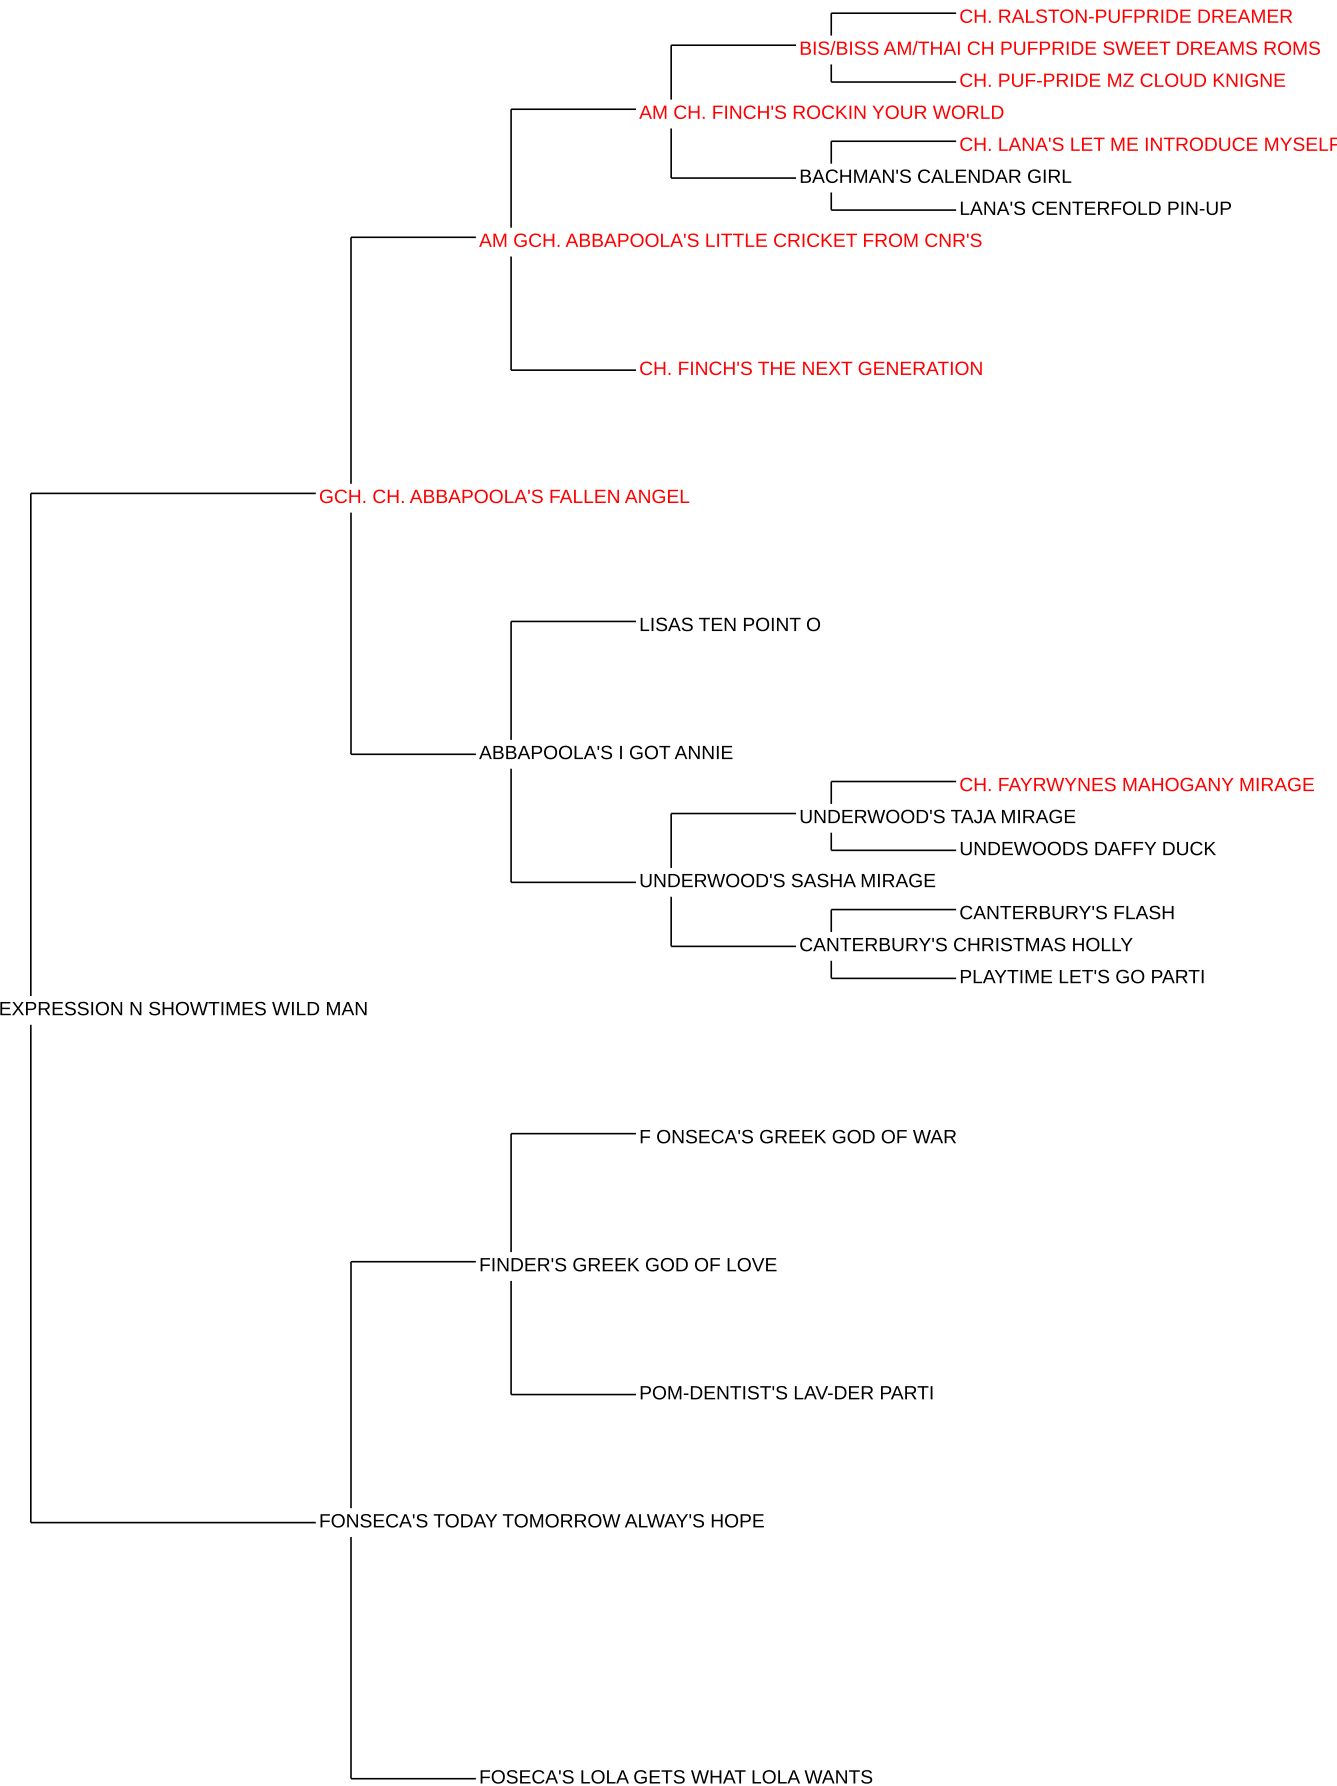 CH. RALSTON-PUFPRIDE DREAMER
BIS/BISS AM/THAI CH PUFPRIDE SWEET DREAMS ROMS
CH. PUF-PRIDE MZ CLOUD KNIGNE
AM CH. FINCH'S ROCKIN YOUR WORLD
CH. LANA'S LET ME INTRODUCE MYSELF
BACHMAN'S CALENDAR GIRL
LANA'S CENTERFOLD PIN-UP
AM GCH. ABBAPOOLA'S LITTLE CRICKET FROM CNR'S
CH. FINCH'S THE NEXT GENERATION
GCH. CH. ABBAPOOLA'S FALLEN ANGEL
LISAS TEN POINT O
ABBAPOOLA'S I GOT ANNIE
CH. FAYRWYNES MAHOGANY MIRAGE
UNDERWOOD'S TAJA MIRAGE
UNDEWOODS DAFFY DUCK
UNDERWOOD'S SASHA MIRAGE
CANTERBURY'S FLASH
CANTERBURY'S CHRISTMAS HOLLY
PLAYTIME LET'S GO PARTI
EXPRESSION N SHOWTIMES WILD MAN
F ONSECA'S GREEK GOD OF WAR
FINDER'S GREEK GOD OF LOVE
POM-DENTIST'S LAV-DER PARTI
FONSECA'S TODAY TOMORROW ALWAY'S HOPE
FOSECA'S LOLA GETS WHAT LOLA WANTS